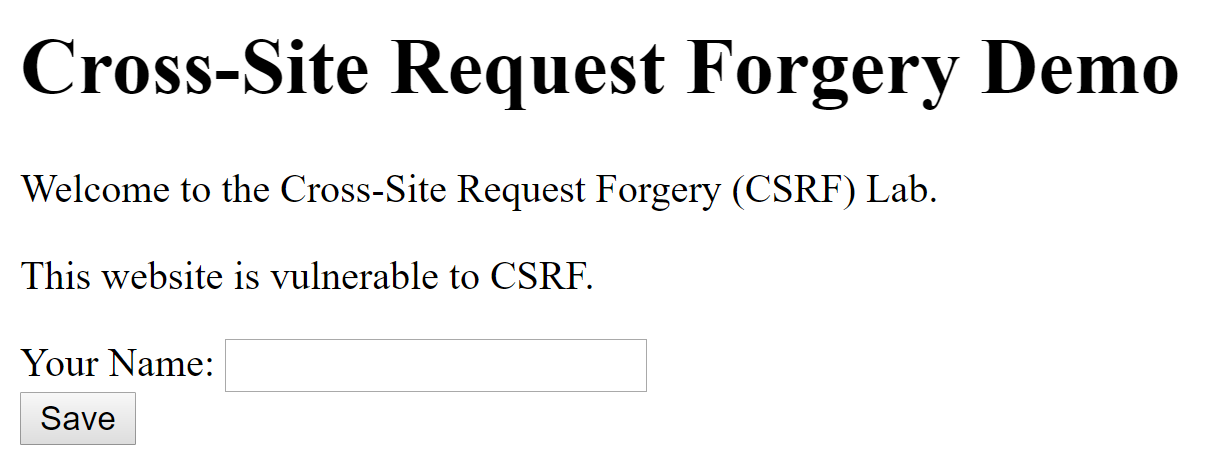 Cross-Site Request Forgery Demo
Welcome to the Cross-Site Request Forgery (CSRF) Lab.
This website is vulnerable to CSRF.
Your Name:
Save